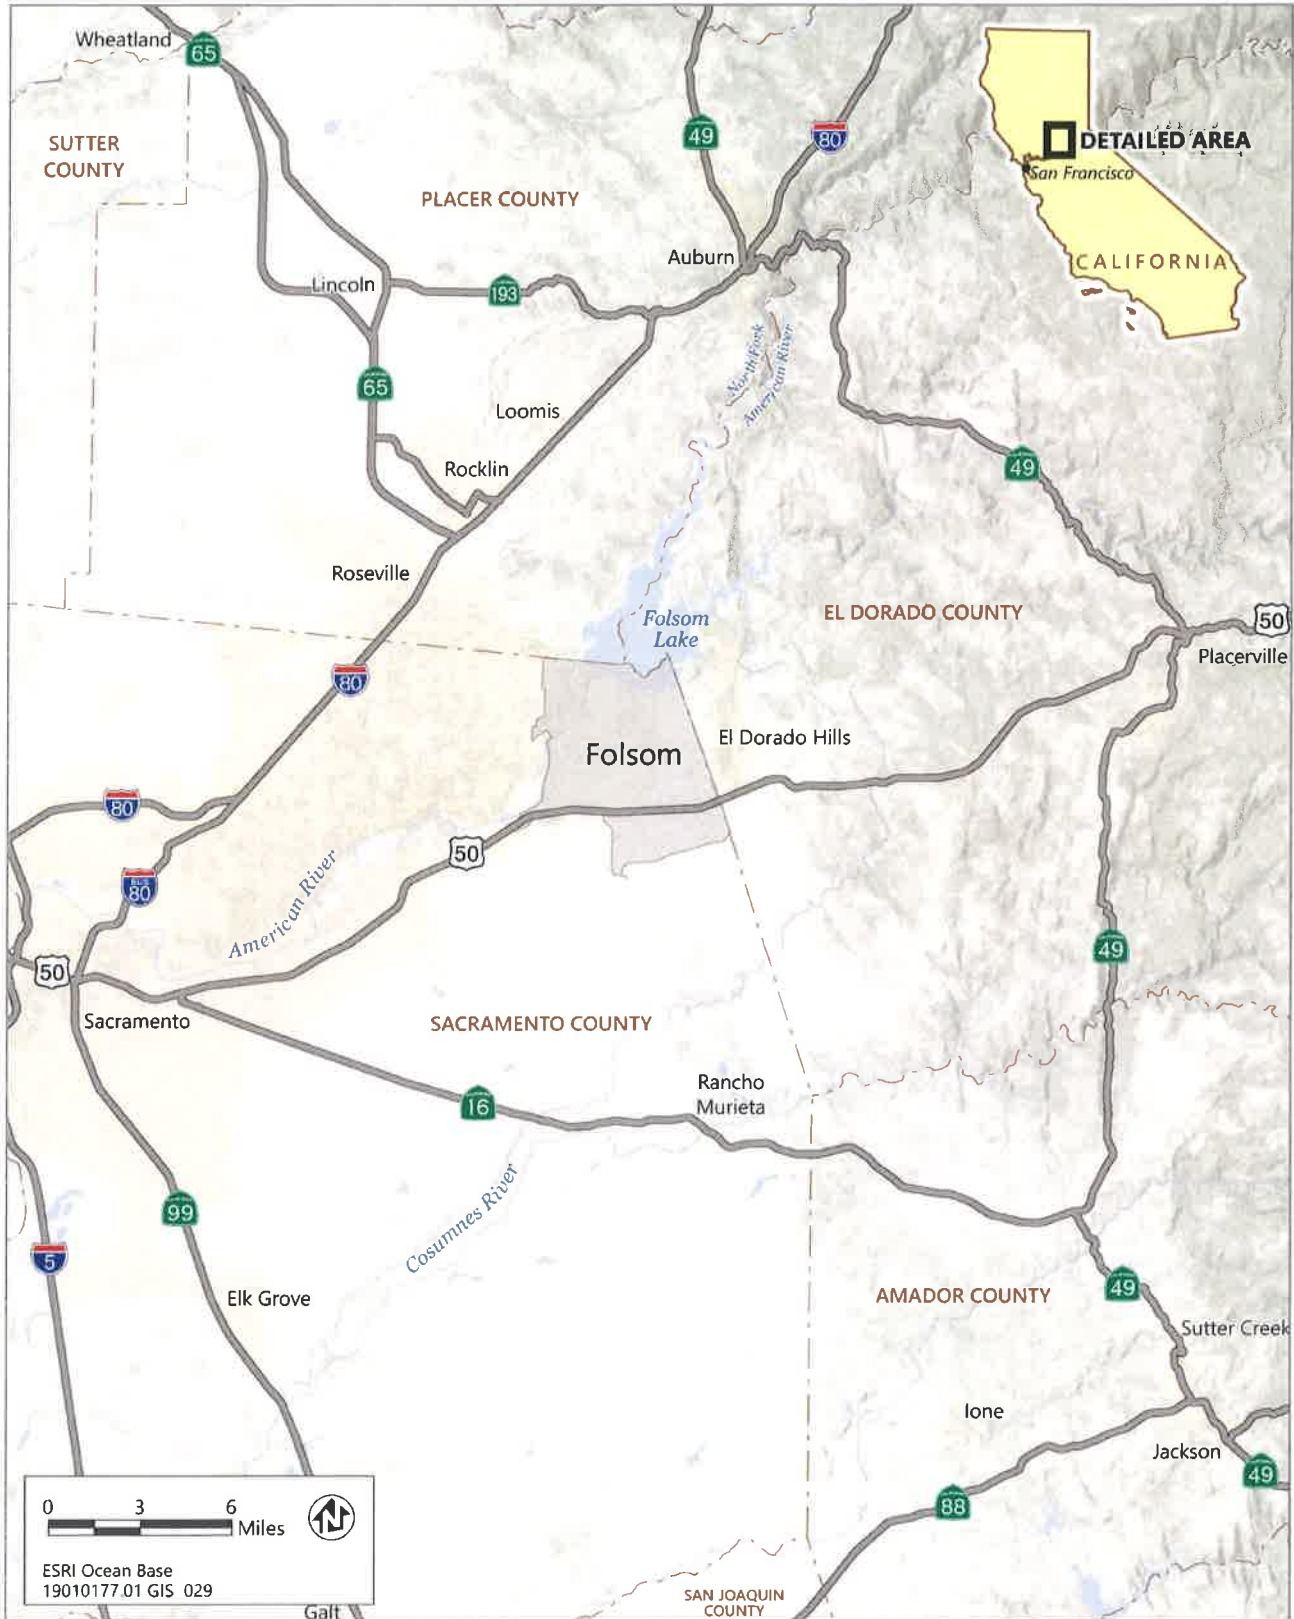 Wheatland
65
SUTTER
COUNTY
PLACER COUNTY
49
80
DETAILED AREA
San Francisco
CALIFORNIA
Auburn
Lincoln
193
North Fork
American River
65
Loomis
Rocklin
49
Roseville
Folsom
Lake
EL DORADO COUNTY
50
Placerville
80
Folsom
El Dorado Hills
80
50
BUS
80
American River
49
50
Sacramento
SACRAMENTO COUNTY
Rancho
Murieta
16
Cosumnes River
99
5
Elk Grove
AMADOR COUNTY
49
Sutter Creek
Ione
Jackson
49
88
0 3 6
Miles
N
ESRI Ocean Base
19010177.01 GIS 029
Galt
SAN JOAQUIN
COUNTY